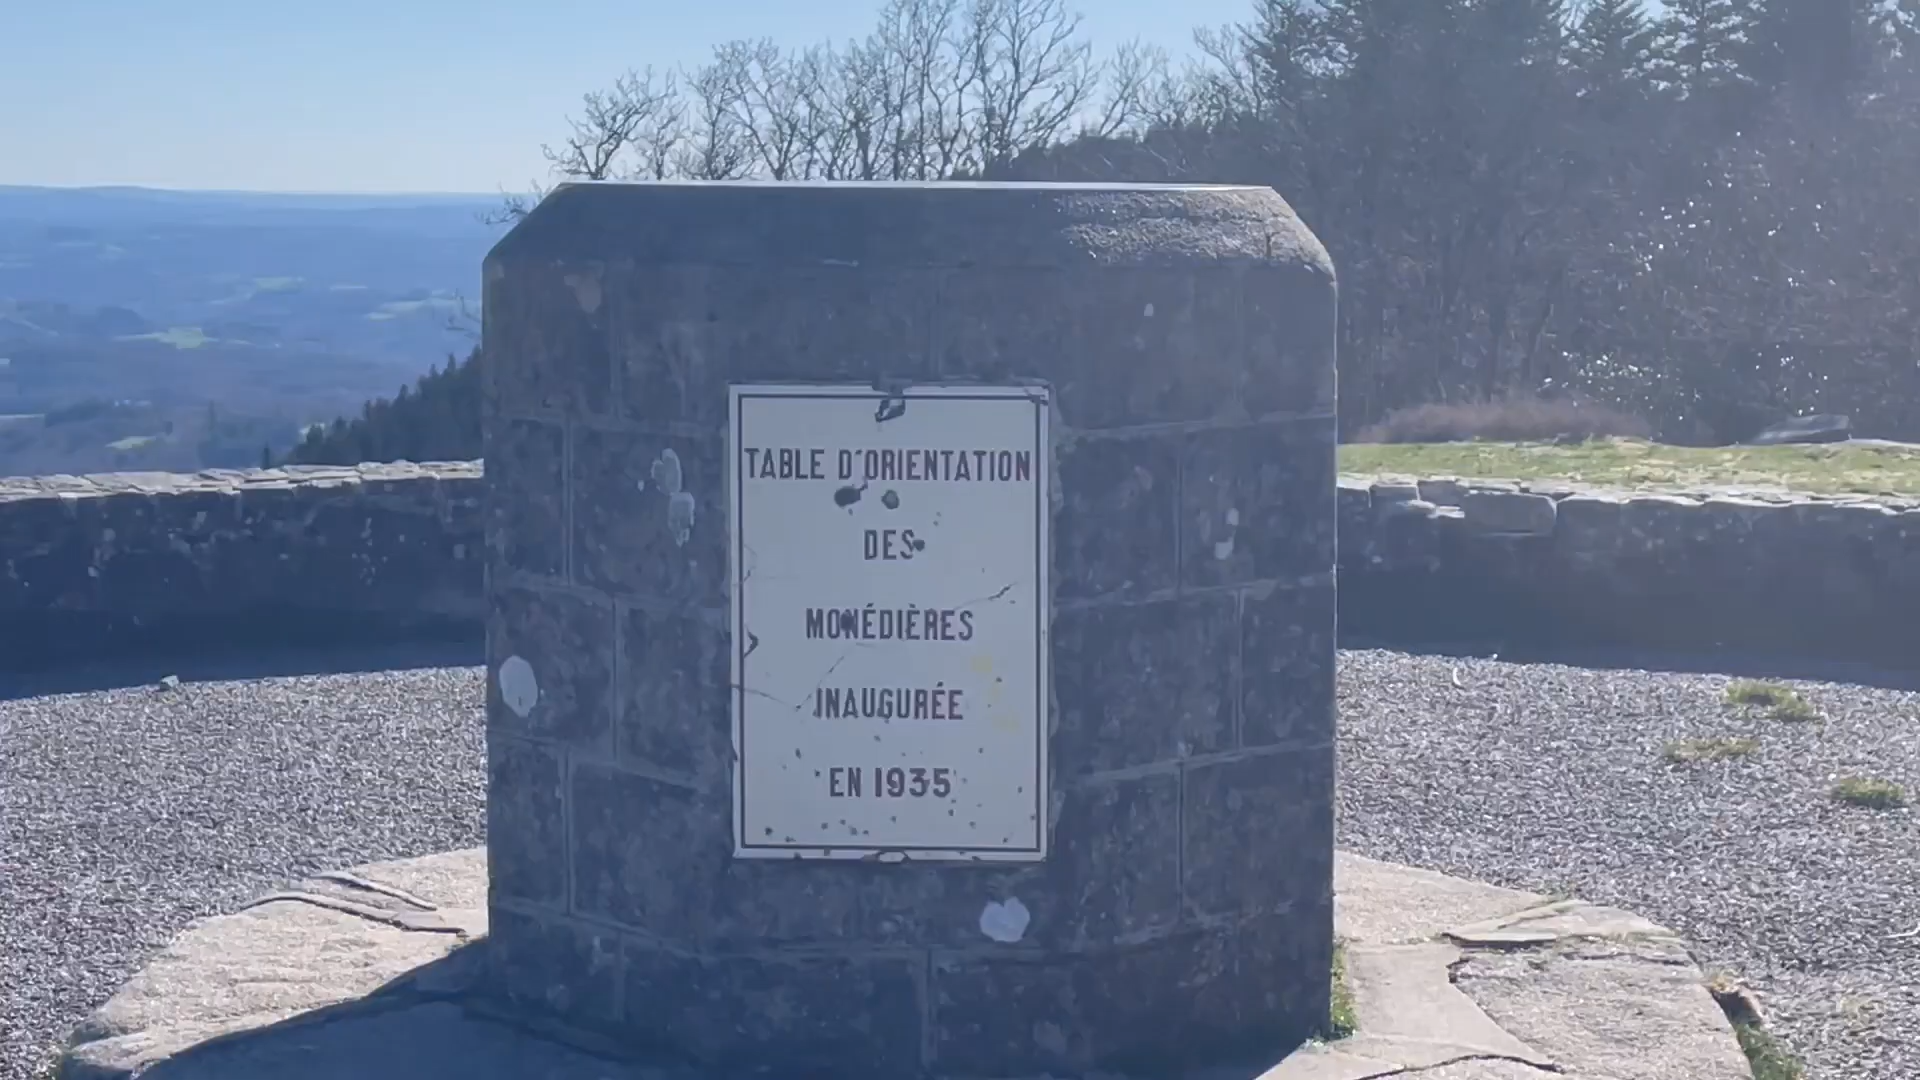 TABLE D'ORIENTATION
DES
MONÉDIÈRES
INAUGURÉE
EN 1935